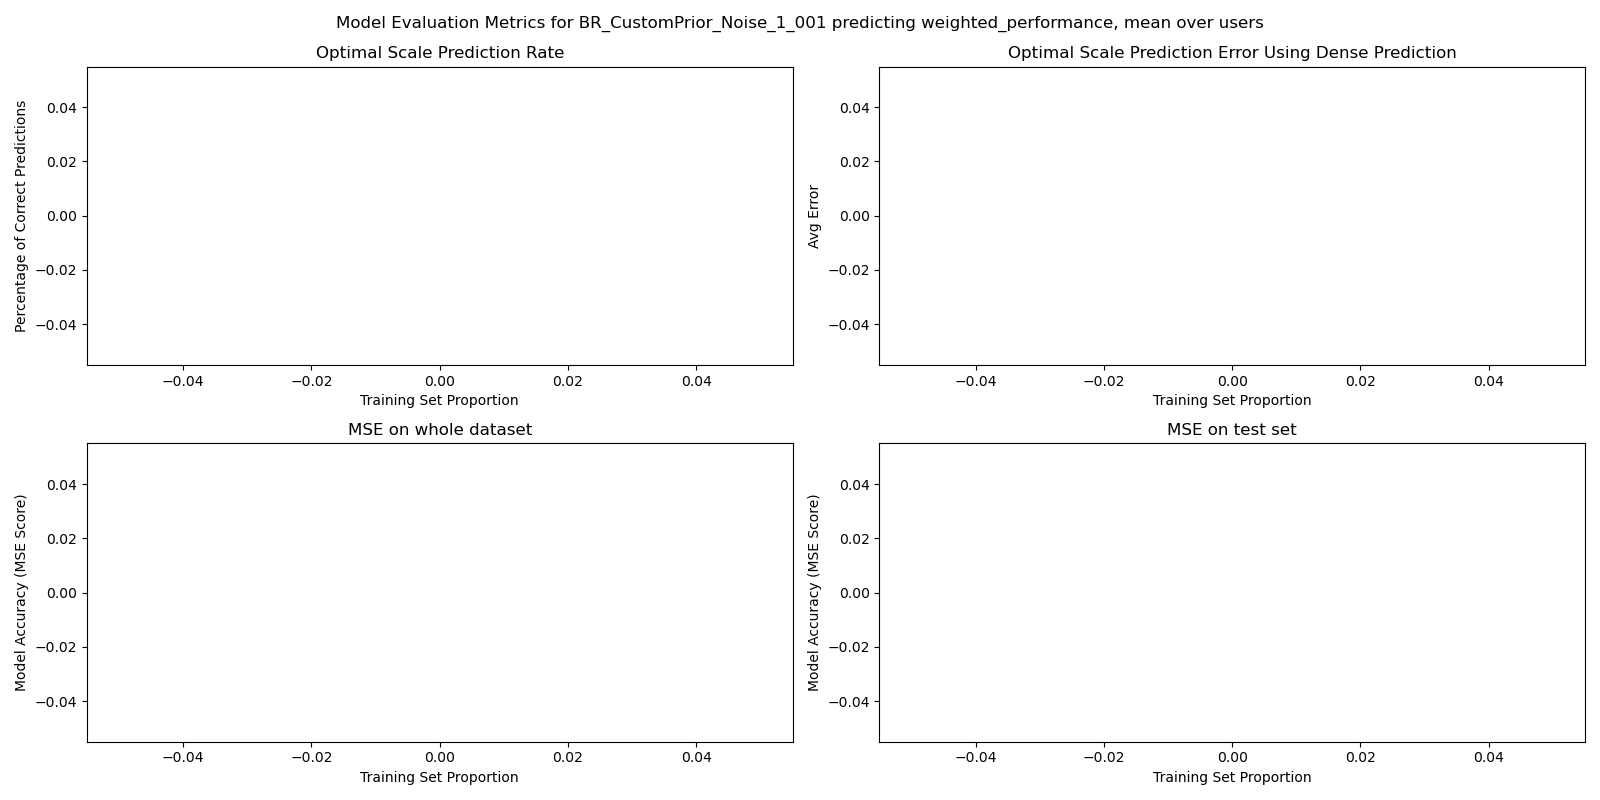 Model Evaluation Metrics for BR_CustomPrior_Noise_1_001 predicting weighted_performance, mean over users
Optimal Scale Prediction Rate
Percentage of Correct Predictions
0.04
0.02
0.00
−0.02
−0.04
−0.04 −0.02 0.00 0.02 0.04
Training Set Proportion
Optimal Scale Prediction Error Using Dense Prediction
Avg Error
0.04
0.02
0.00
−0.02
−0.04
−0.04 −0.02 0.00 0.02 0.04
Training Set Proportion
MSE on whole dataset
Model Accuracy (MSE Score)
0.04
0.02
0.00
−0.02
−0.04
−0.04 −0.02 0.00 0.02 0.04
Training Set Proportion
MSE on test set
Model Accuracy (MSE Score)
0.04
0.02
0.00
−0.02
−0.04
−0.04 −0.02 0.00 0.02 0.04
Training Set Proportion